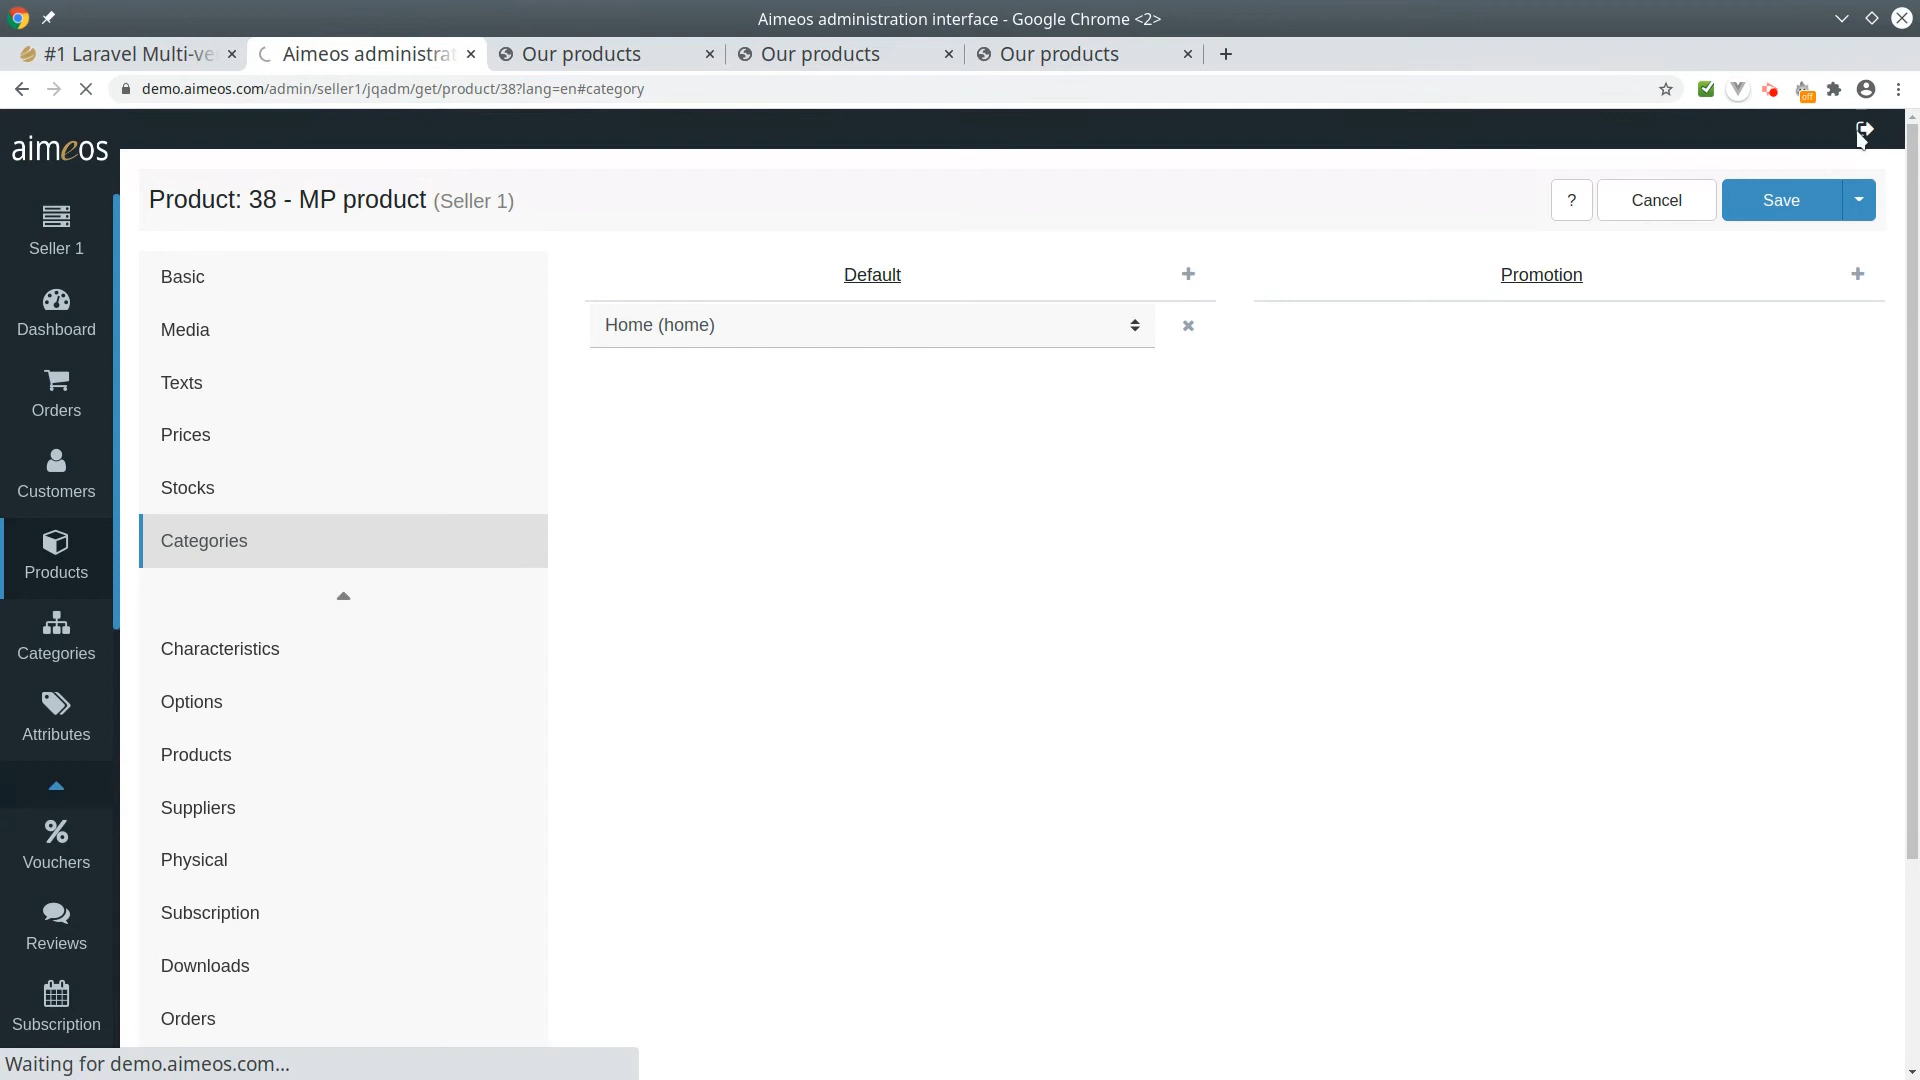 Aimeos administration interface - Google Chrome <2>
#1 Laravel Multi-ve
Aimeos administrat
Our products
Our products
Our products
demo.aimeos.com/admin/seller1/jqadm/get/product/38?lang=en#category
off
aimeos
Product: 38 - MP product (Seller 1)
?
Cancel
Save
Seller 1
Dashboard
Orders
Customers
Products
Categories
Attributes
Vouchers
Reviews
Subscription
Basic
Media
Texts
Prices
Stocks
Categories
Characteristics
Options
Products
Suppliers
Physical
Subscription
Downloads
Orders
Default
Promotion
Home (home)
Waiting for demo.aimeos.com...